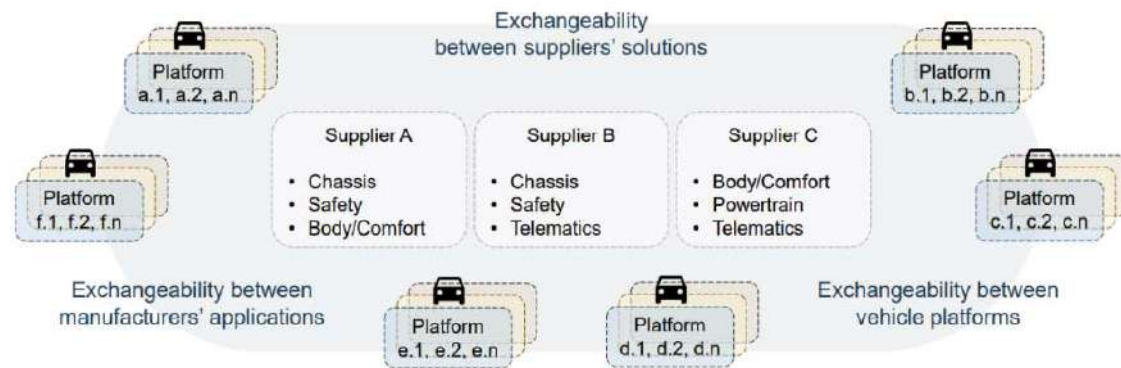 Exchangeability
between suppliers' solutions
Platform
a.1, a.2, a.n
Platform
b.1, b.2, b.n
Supplier A
• Chassis
• Safety
• Body/Comfort
Supplier B
• Chassis
• Safety
• Telematics
Supplier C
• Body/Comfort
• Powertrain
• Telematics
Platform
f.1, f.2, f.n
Platform
c.1, c.2, c.n
Exchangeability between
manufacturers' applications
Exchangeability between
vehicle platforms
Platform
e.1, e.2, e.n
Platform
d.1, d.2, d.n